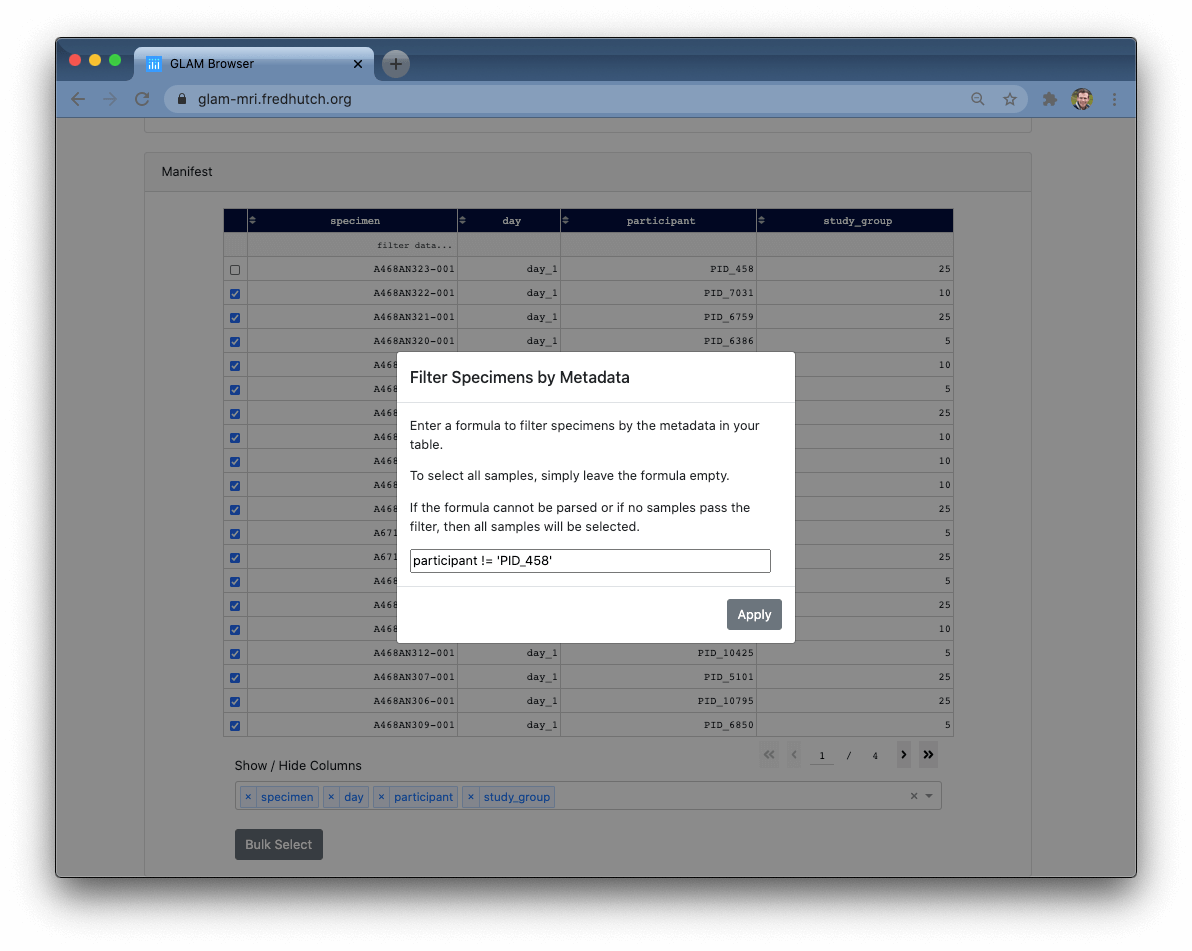 GLAM Browser
glam-mri.fredhutch.org
Manifest
specimen day participant study_group
filter data...
A468AN323-001 day_1 PID_458 25
A468AN322-001 day_1 PID_7031 10
A468AN321-001 day_1 PID_6759 25
A468AN320-001 day_1 PID_6386 5
A468 10
A468 5
A468 25
A468 10
A468 10
A468 10
A468 25
A671 5
A671 25
A468 5
A468 25
A468 10
Filter Specimens by Metadata
Enter a formula to filter specimens by the metadata in your
table.
To select all samples, simply leave the formula empty.
If the formula cannot be parsed or if no samples pass the
filter, then all samples will be selected.
participant != 'PID_458'
Apply
A468AN312-001 day_1 PID_10425 5
A468AN307-001 day_1 PID_5101 25
A468AN306-001 day_1 PID_10795 25
A468AN309-001 day_1 PID_6850 5
1 / 4
Show / Hide Columns
× specimen × day × participant × study_group
Bulk Select